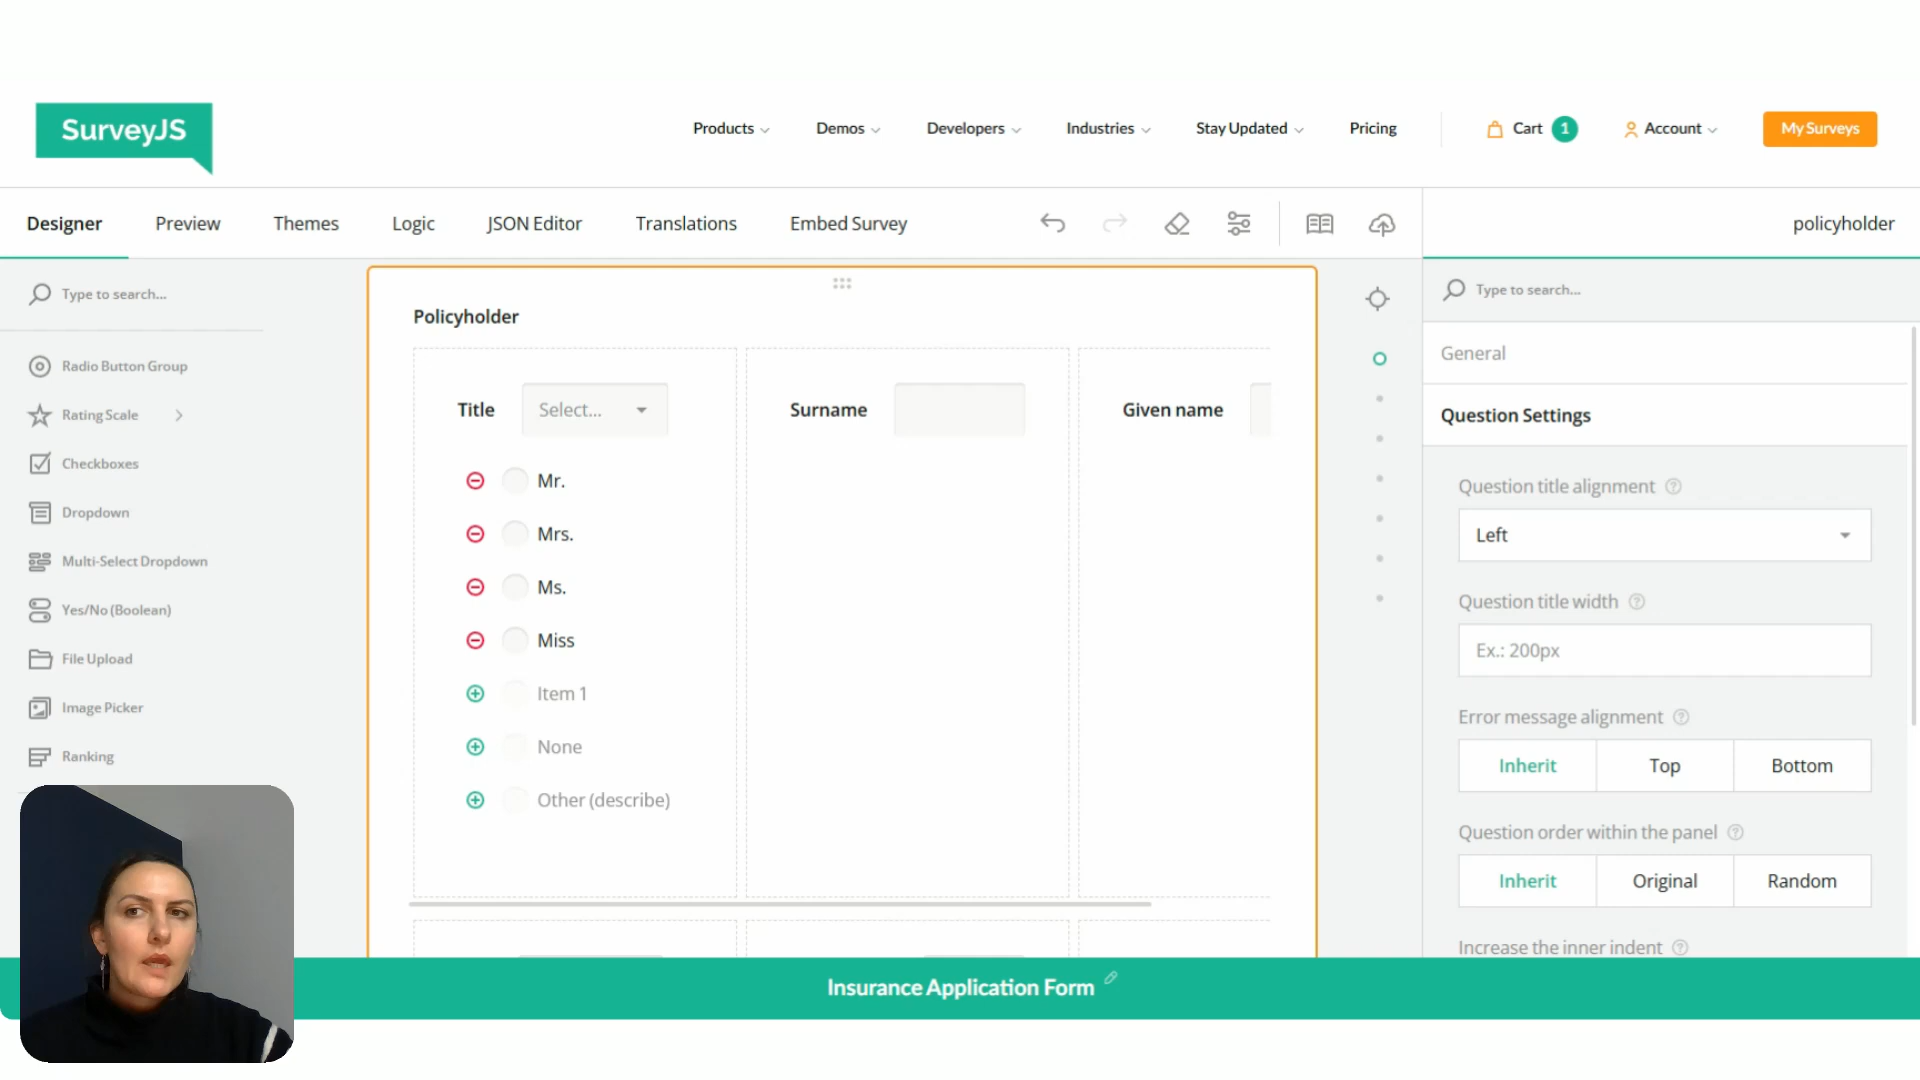 SurveyJS
Products
Demos
Developers
Industries
Stay Updated
Pricing
Cart 1
Account
My Surveys
Designer
Preview
Themes
Logic
JSON Editor
Translations
Embed Survey
policyholder
Type to search...
Radio Button Group
Rating Scale
Checkboxes
Dropdown
Multi-Select Dropdown
Yes/No (Boolean)
File Upload
Image Picker
Ranking
Policyholder
Title
Select...
Surname
Given name
Mr.
Mrs.
Ms.
Miss
Item 1
None
Other (describe)
Type to search...
General
Question Settings
Question title alignment
Left
Question title width
Ex.: 200px
Error message alignment
Inherit
Top
Bottom
Question order within the panel
Inherit
Original
Random
Increase the inner indent
Insurance Application Form